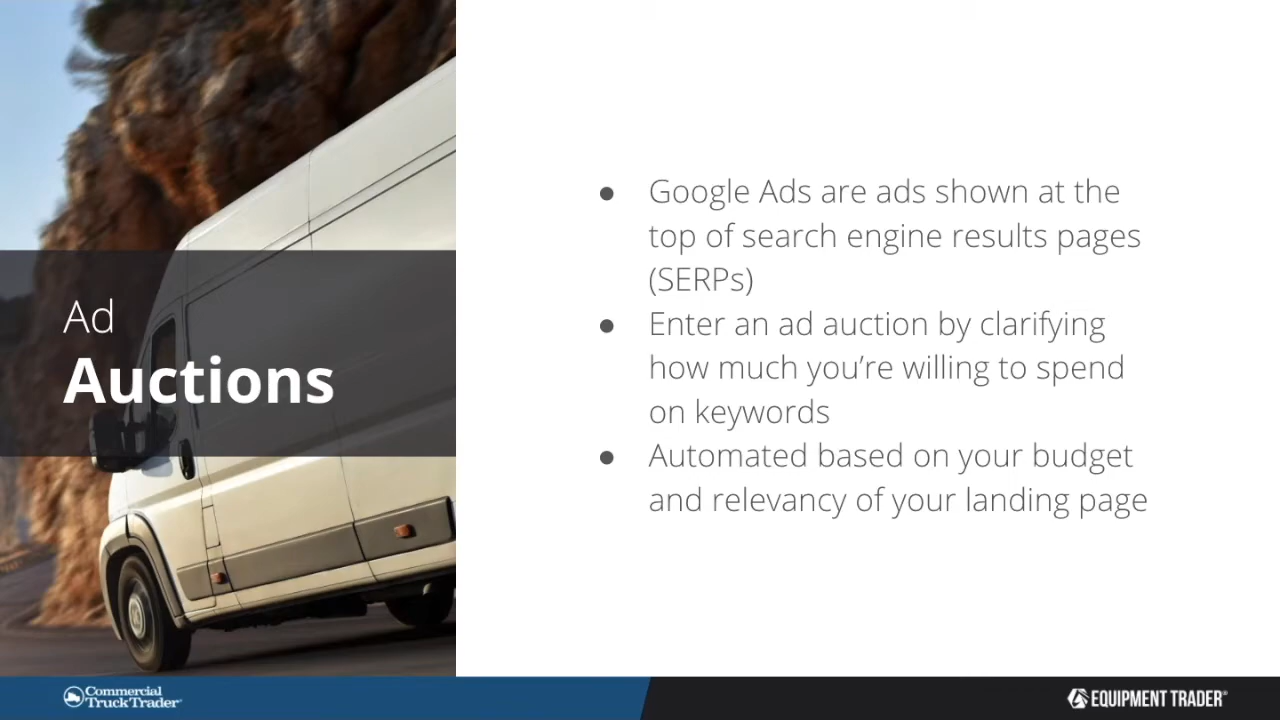 Ad
Auctions
● Google Ads are ads shown at the
top of search engine results pages
(SERPs)
● Enter an ad auction by clarifying
how much you’re willing to spend
on keywords
● Automated based on your budget
and relevancy of your landing page
Commercial
TruckTrader
EQUIPMENT TRADER®